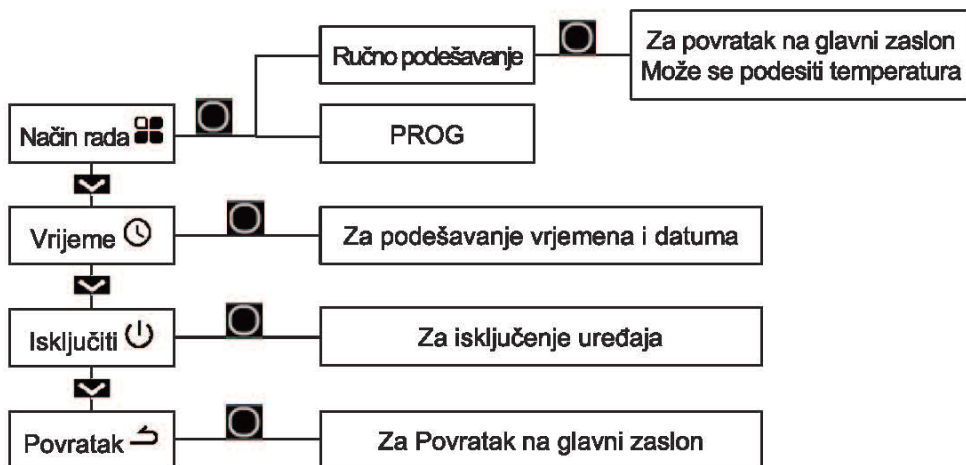 Ručno podešavanje
Za povratak na glavni zaslon
Može se podesiti temperatura
Način rada
PROG
Vrijeme
Za podešavanje vrjemena i datuma
Isključiti
Za isključenje uređaja
Povratak
Za Povratak na glavni zaslon